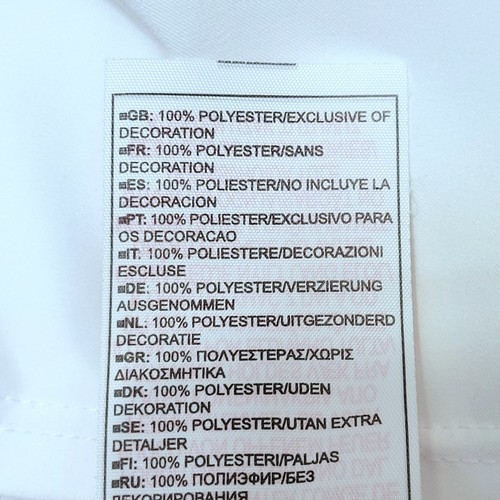 GB: 100% POLYESTER/EXCLUSIVE OF
DECORATION
FR: 100% POLYESTER/SANS
DECORATION
ES: 100% POLIESTER/NO INCLUYE LA
DECORACION
PT: 100% POLIESTER/EXCLUSIVO PARA
OS DECORACAO
IT: 100% POLIESTERE/DECORAZIONI
ESCLUSE
DE: 100% POLYESTER/VERZIERUNG
AUSGENOMMEN
NL: 100% POLYESTER/UITGEZONDERD
DECORATIE
GR: 100% ΠΟΛΥΕΣΤΕΡΑΣ/ΧΩΡΙΣ
ΔΙΑΚΟΣΜΗΤΙΚΑ
DK: 100% POLYESTER/UDEN
DEKORATION
SE: 100% POLYESTER/UTAN EXTRA
DETALJER
FI: 100% POLYESTERI/PALJAS
RU: 100% ПОЛИЭФИР/БЕЗ
ДЕКОРИРОВАНИЯ